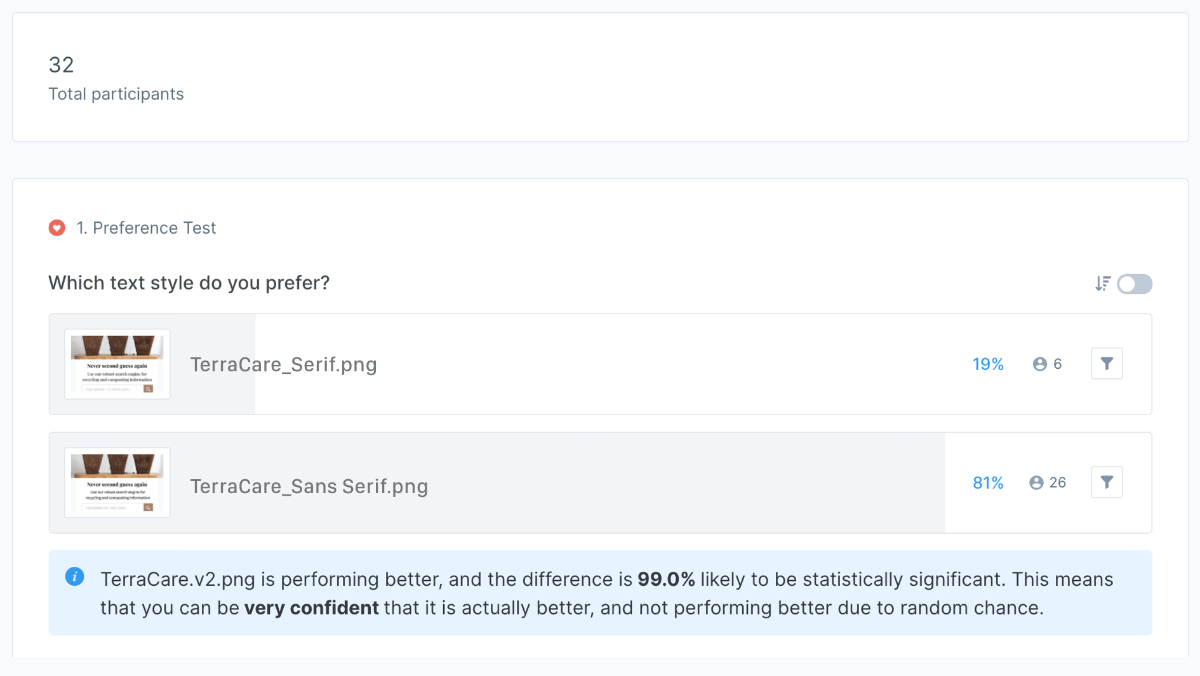 32
Total participants
1. Preference Test
Which text style do you prefer?
Never second guess again
Use our robust search engine for
recycling and composting information
TerraCare_Serif.png
19%
6
Never second guess again
Use our robust search engine for
recycling and composting information
TerraCare_Sans Serif.png
81%
26
TerraCare.v2.png is performing better, and the difference is 99.0% likely to be statistically significant. This means
that you can be very confident that it is actually better, and not performing better due to random chance.